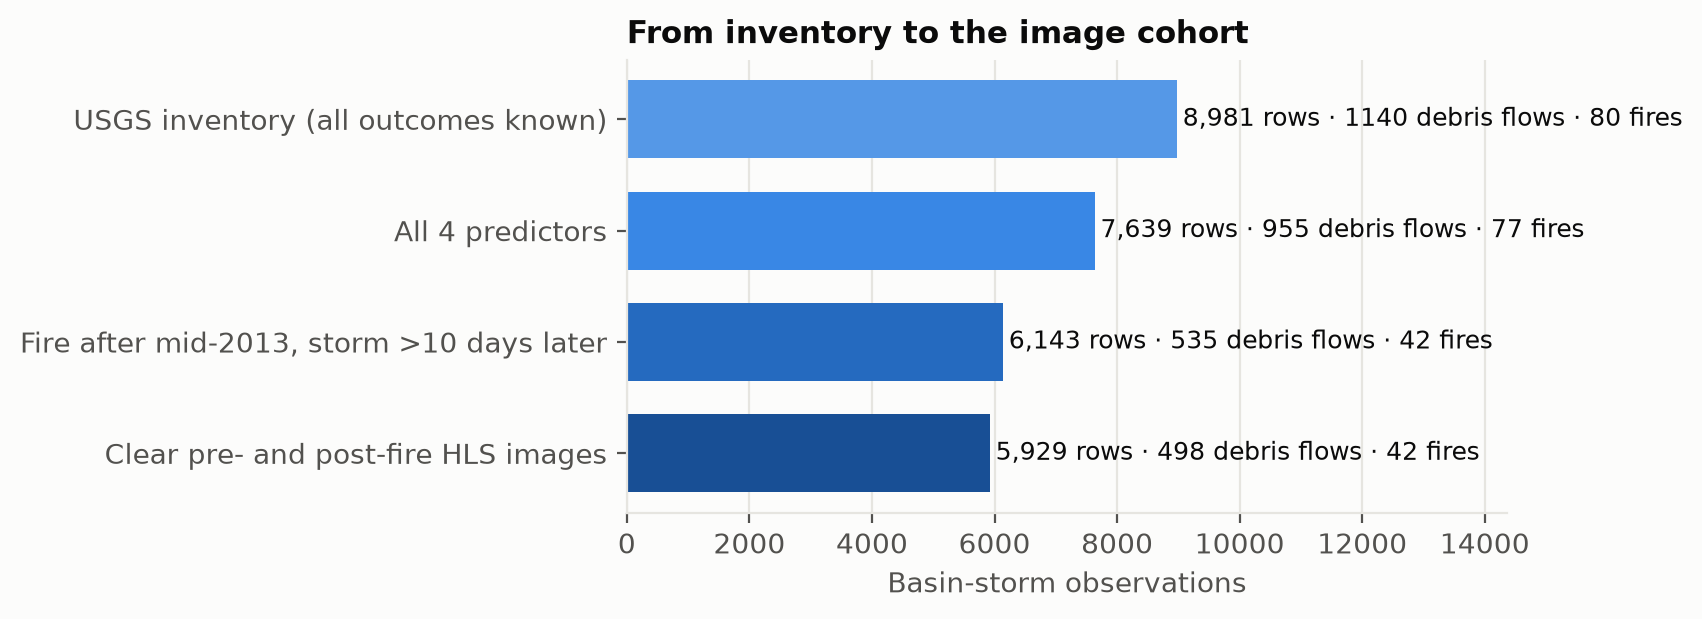 From inventory to the image cohort
USGS inventory (all outcomes known)
8,981 rows · 1140 debris flows · 80 fires
All 4 predictors
7,639 rows · 955 debris flows · 77 fires
Fire after mid-2013, storm >10 days later
6,143 rows · 535 debris flows · 42 fires
Clear pre- and post-fire HLS images
5,929 rows · 498 debris flows · 42 fires
0 2000 4000 6000 8000 10000 12000 14000
Basin-storm observations